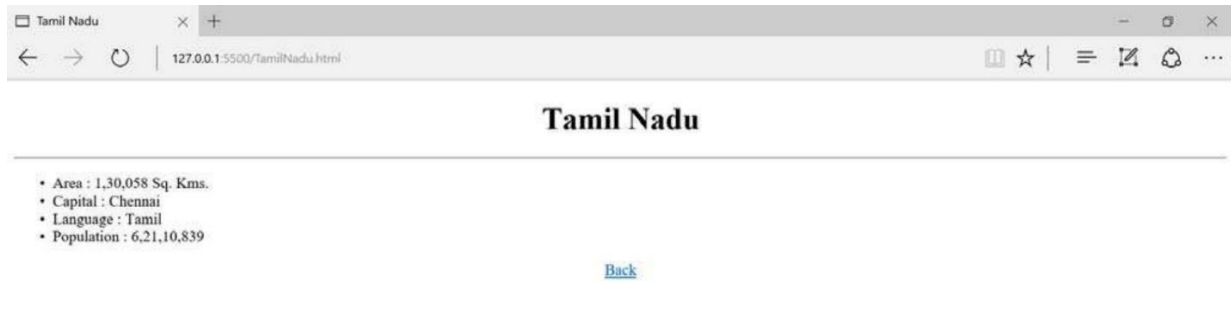 Tamil Nadu
127.0.0.1:5500/TamilNadu.html
Tamil Nadu
• Area : 1,30,058 Sq. Kms.
• Capital : Chennai
• Language : Tamil
• Population : 6,21,10,839
Back